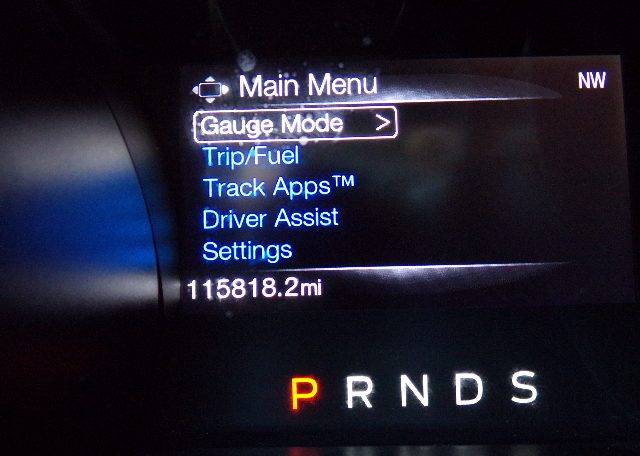 Main Menu
NW
Gauge Mode >
Trip/Fuel
Track Apps™
Driver Assist
Settings
115818.2mi
P R N D S